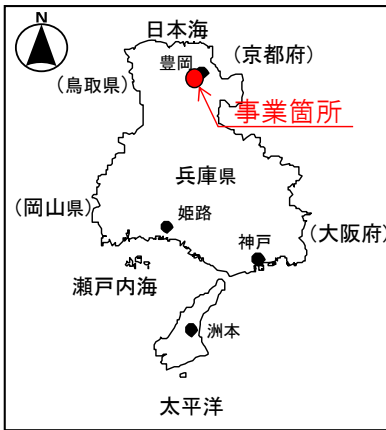 N
日本海
豊岡
(京都府)
(鳥取県)
事業箇所
兵庫県
(岡山県)
姫路
(大阪府)
神戸
瀬戸内海
洲本
太平洋